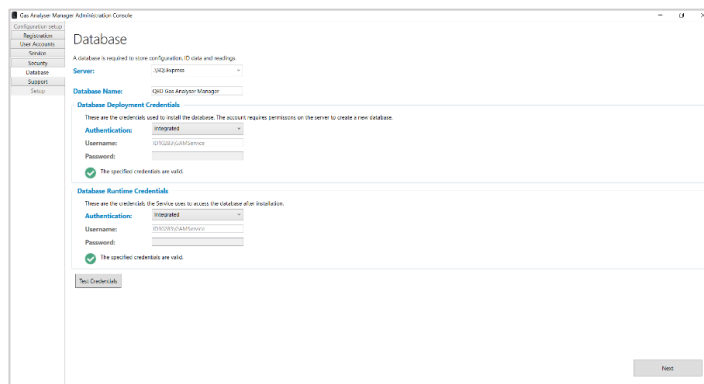 Gas Analyser Manager Administration Console
Configuration setup
Registration
User Accounts
Service
Security
Database
Support
Setup
Database
A database is required to store configuration, ID data and readings.
Server:
.\SQLExpress
Database Name:
QED Gas Analyser Manager
Database Deployment Credentials
These are the credentials used to install the database. The account requires permissions on the server to create a new database.
Authentication:
Integrated
Username:
Password:
The specified credentials are valid.
Database Runtime Credentials
These are the credentials the Service uses to access the database after installation.
Authentication:
Integrated
Username:
Password:
The specified credentials are valid.
Test Credentials
Next